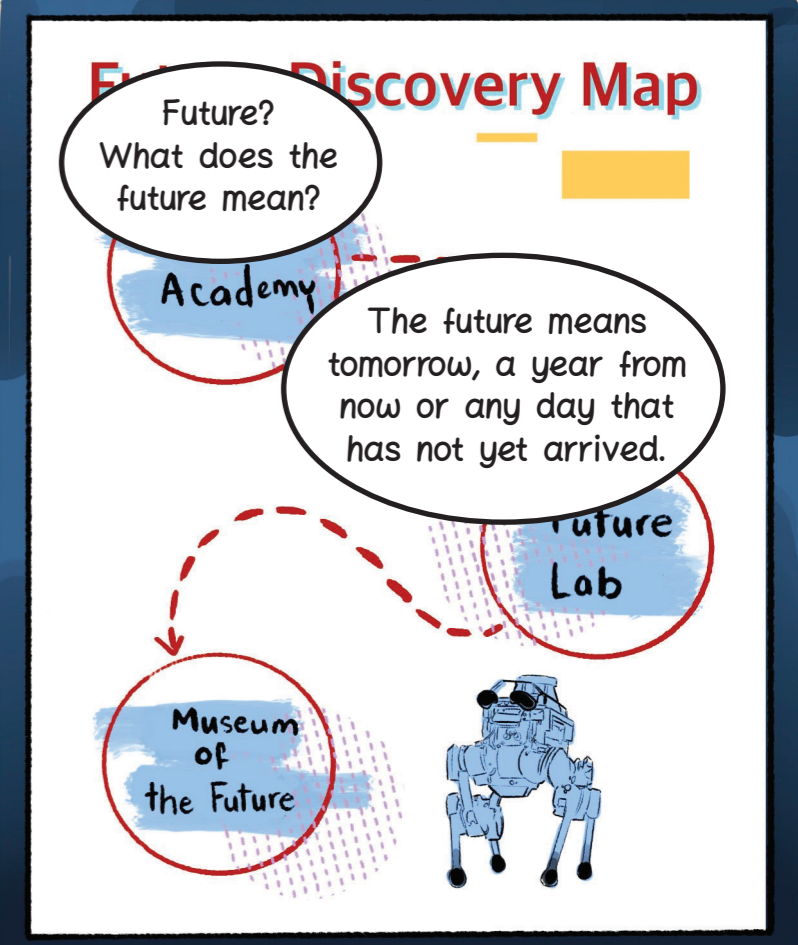 Discovery Map
Future?
What does the
future mean?
Academy
The future means
tomorrow, a year from
now or any day that
has not yet arrived.
Future
Lab
Museum
of
the Future